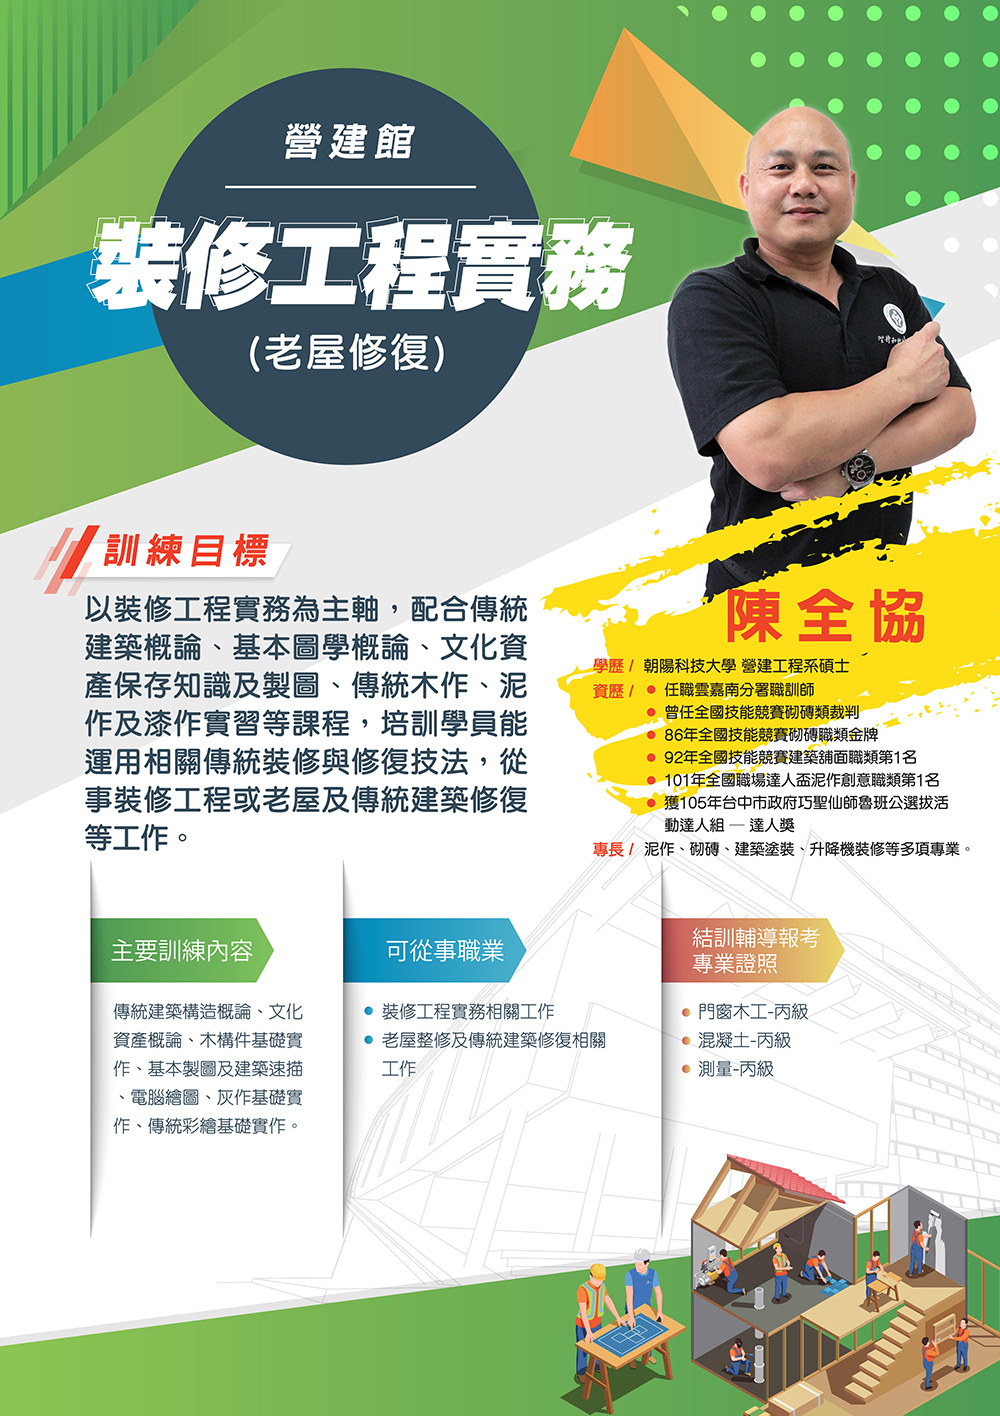 營建館
裝修工程實務
(老屋修復)
訓練目標
以裝修工程實務為主軸，配合傳統
建築概論、基本圖學概論、文化資
產保存知識及製圖、傳統木作、泥
作及漆作實習等課程，培訓學員能
運用相關傳統裝修與修復技法，從
事裝修工程或老屋及傳統建築修復
等工作。
陳全協
學歷 / 朝陽科技大學 營建工程系碩士
資歷 / ● 任職雲嘉南分署職訓師
● 曾任全國技能競賽砌磚類裁判
● 86年全國技能競賽砌磚職類金牌
● 92年全國技能競賽建築舖面職類第1名
● 101年全國職場達人盃泥作創意職類第1名
● 獲105年台中市政府巧聖仙師魯班公選拔活
動達人組 — 達人獎
專長 / 泥作、砌磚、建築塗裝、升降機裝修等多項專業。
主要訓練內容
傳統建築構造概論、文化
資產概論、木構件基礎實
作、基本製圖及建築速描
、電腦繪圖、灰作基礎實
作、傳統彩繪基礎實作。
可從事職業
● 裝修工程實務相關工作
● 老屋整修及傳統建築修復相關
工作
結訓輔導報考
專業證照
● 門窗木工-丙級
● 混凝土-丙級
● 測量-丙級